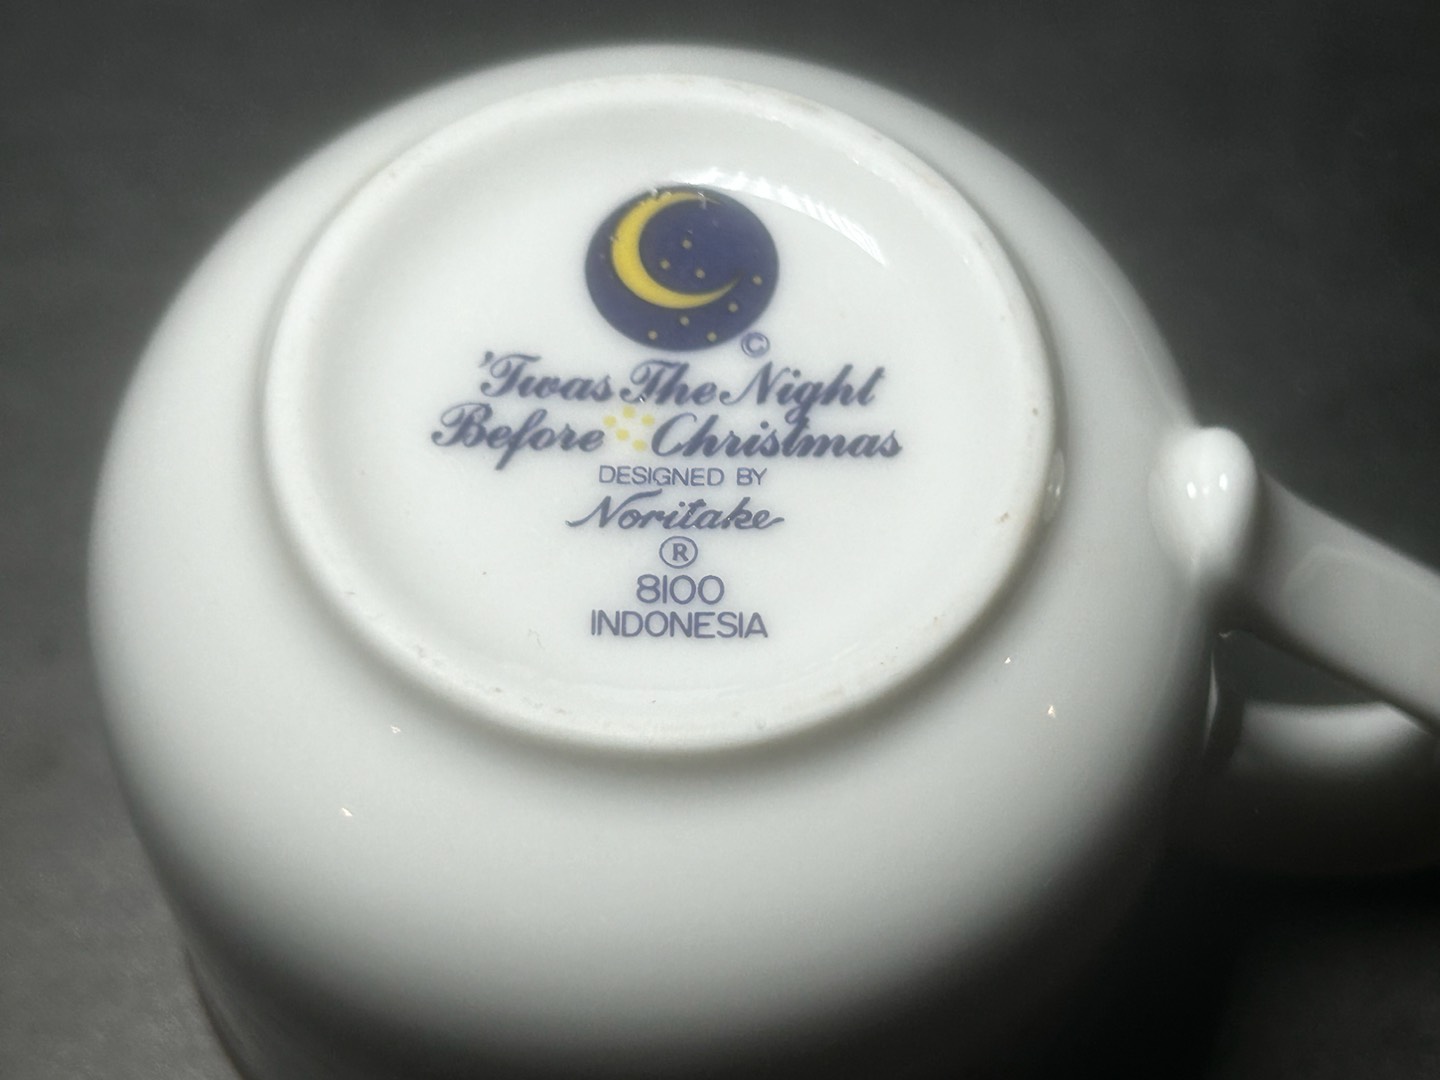 ©
'Twas The Night
Before Christmas
DESIGNED BY
Noritake
®
8100
INDONESIA